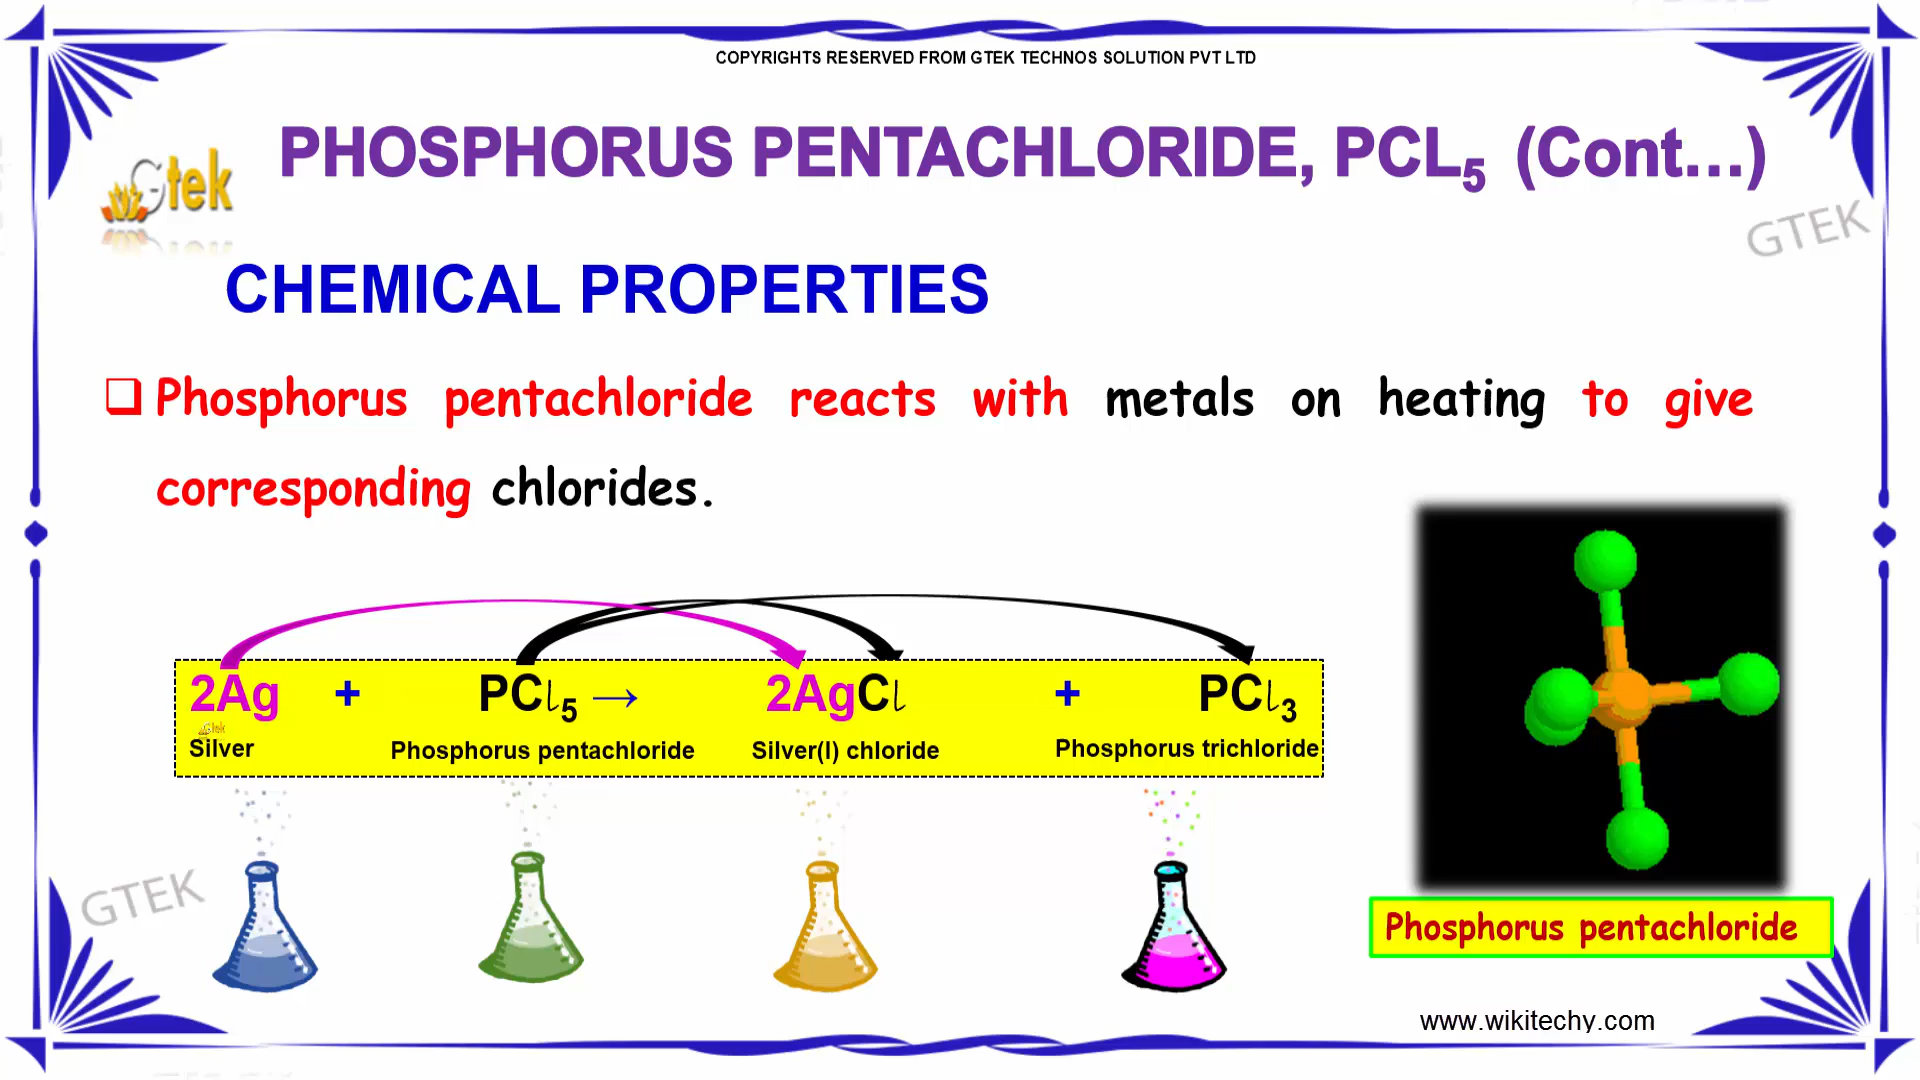 COPYRIGHTS RESERVED FROM GTEK TECHNOS SOLUTION PVT LTD
Gtek
PHOSPHORUS PENTACHLORIDE, PCL₅ (Cont...)
GTEK
CHEMICAL PROPERTIES
Phosphorus pentachloride reacts with metals on heating to give
corresponding chlorides.
2Ag + PCl₅ → 2AgCl + PCl₃
Gtek
Silver Phosphorus pentachloride Silver(I) chloride Phosphorus trichloride
GTEK
Phosphorus pentachloride
www.wikitechy.com